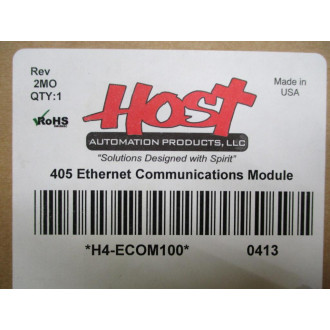 Rev
2MO
QTY:1
RoHS
Made in
USA
HOST
AUTOMATION PRODUCTS, LLC
"Solutions Designed with Spirit"
405 Ethernet Communications Module
*H4-ECOM100* 0413